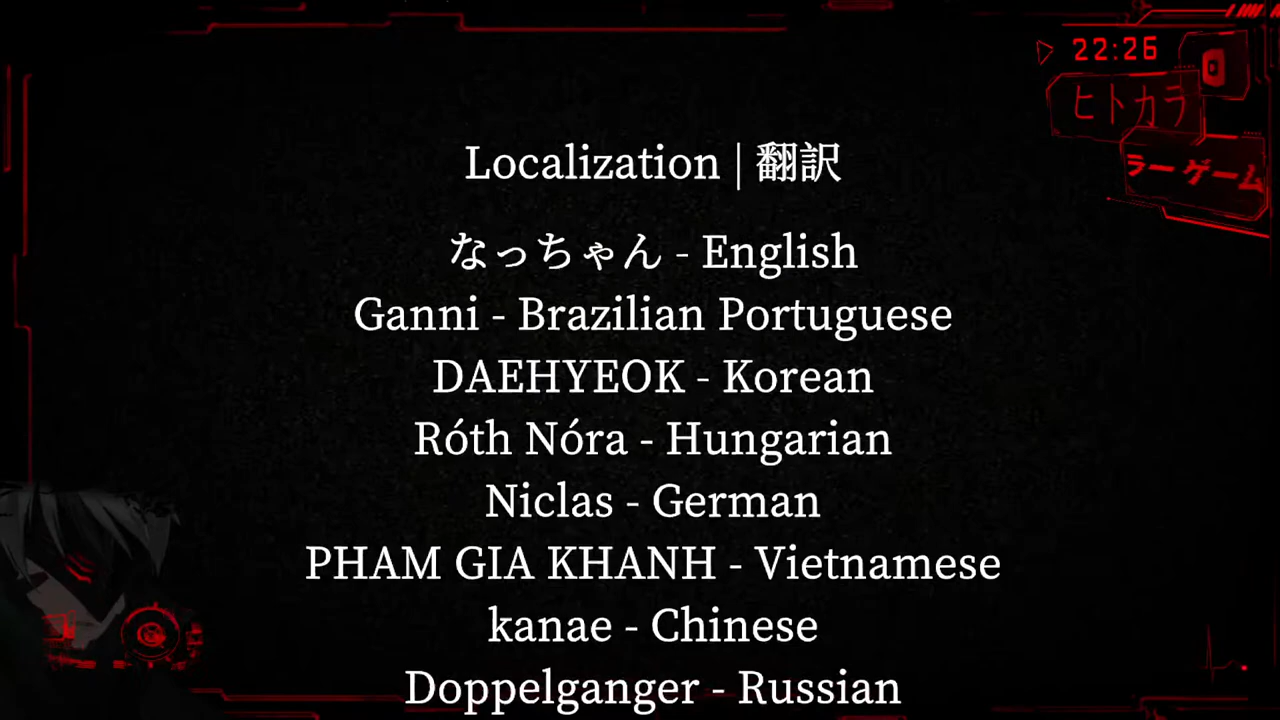 22:26
ヒトカラ
ラーゲーム
Localization | 翻訳
なっちゃん - English
Ganni - Brazilian Portuguese
DAEHYEOK - Korean
Róth Nóra - Hungarian
Niclas - German
PHAM GIA KHANH - Vietnamese
kanae - Chinese
Doppelganger - Russian